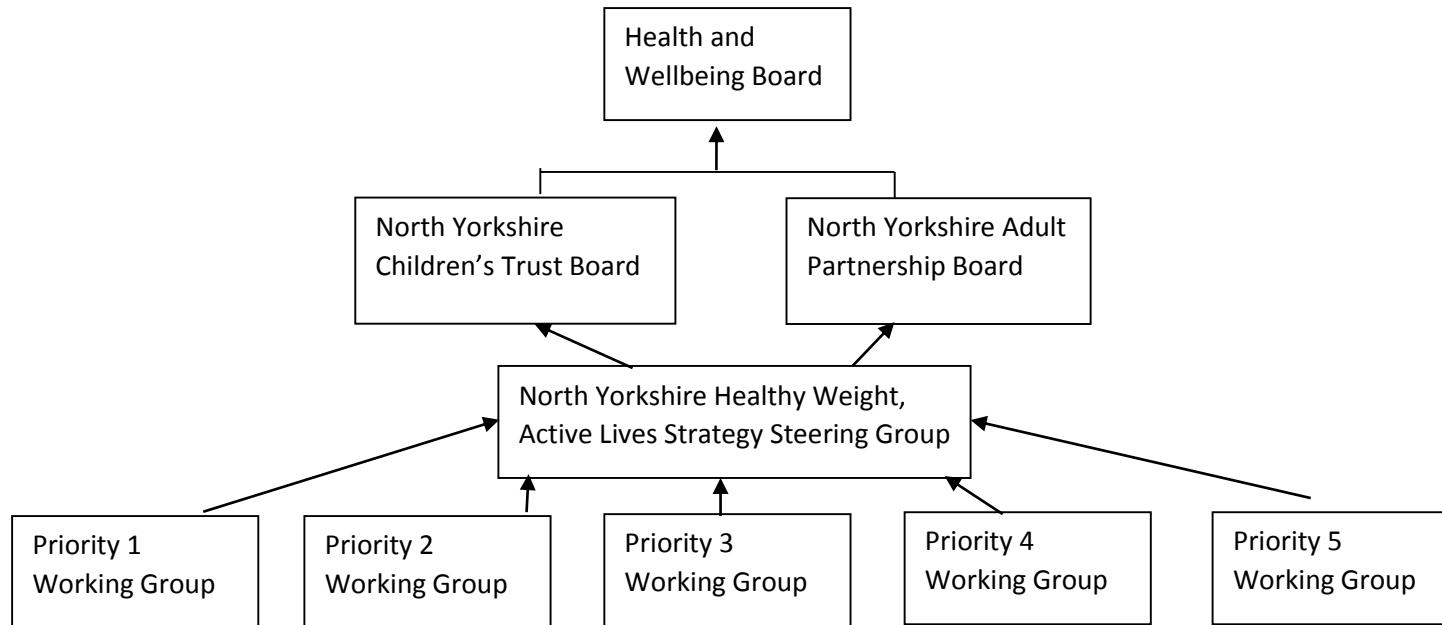 Health and
Wellbeing Board
North Yorkshire
Children’s Trust Board
North Yorkshire Adult
Partnership Board
North Yorkshire Healthy Weight,
Active Lives Strategy Steering Group
Priority 1
Working Group
Priority 2
Working Group
Priority 3
Working Group
Priority 4
Working Group
Priority 5
Working Group